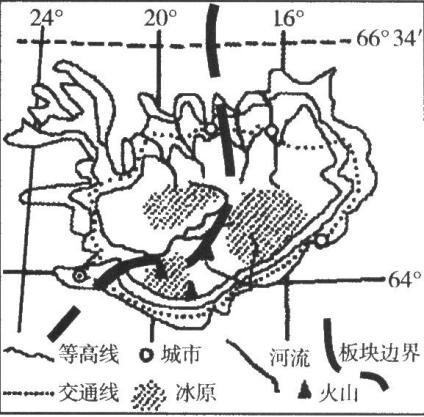 24° 20° 16°
66°34′
64°
等高线 城市 河流 板块边界
交通线 冰原 火山